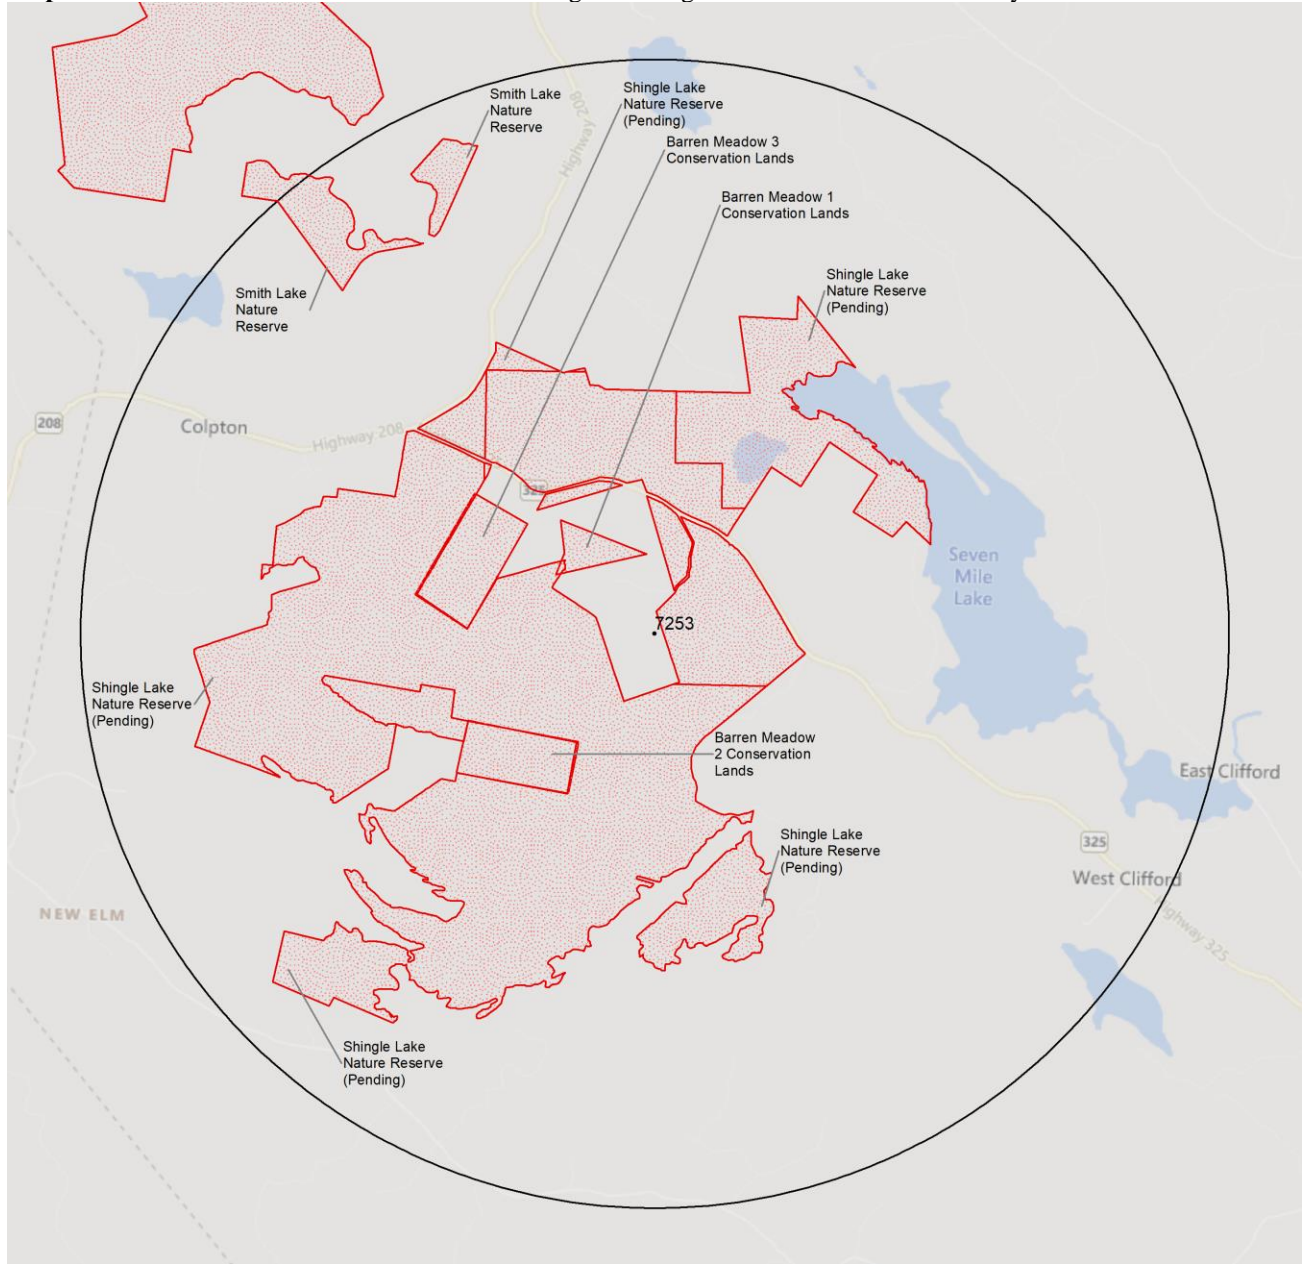 Smith Lake
Nature
Reserve
Shingle Lake
Nature Reserve
(Pending)
Highway 208
Barren Meadow 3
Conservation Lands
Barren Meadow 1
Conservation Lands
Smith Lake
Nature
Reserve
Shingle Lake
Nature Reserve
(Pending)
208
Colpton
Highway 208
325
Seven
Mile
Lake
7253
Shingle Lake
Nature Reserve
(Pending)
Barren Meadow
2 Conservation
Lands
East Clifford
Shingle Lake
Nature Reserve
(Pending)
325
West Clifford
NEW ELM
Highway 325
Shingle Lake
Nature Reserve
(Pending)